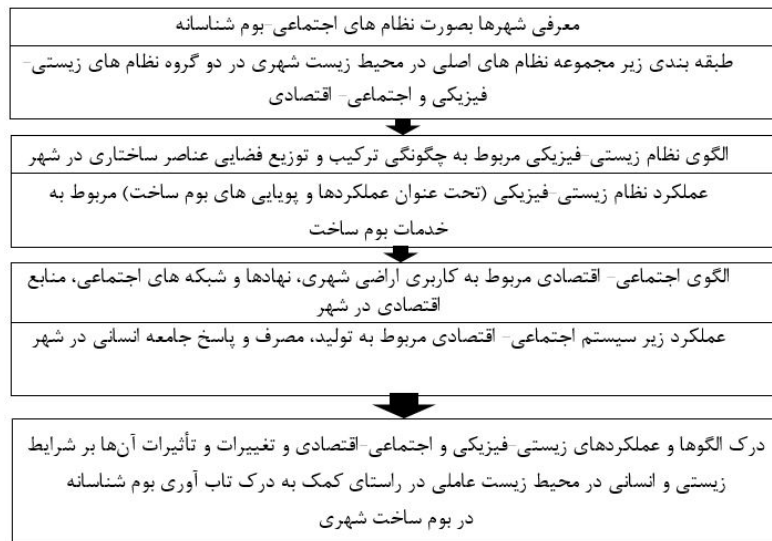 معرفی شهرها بصورت نظام های اجتماعی-بوم شناسانه
طبقه بندی زیر مجموعه نظام های اصلی در محیط زیست شهری در دو گروه نظام های زیستی-
فیزیکی و اجتماعی- اقتصادی
الگوی نظام زیستی-فیزیکی مربوط به چگونگی ترکیب و توزیع فضایی عناصر ساختاری در شهر
عملکرد نظام زیستی-فیزیکی (تحت عنوان عملکردها و پویایی های بوم ساخت) مربوط به
خدمات بوم ساخت
الگوی اجتماعی- اقتصادی مربوط به کاربری اراضی شهری، نهادها و شبکه های اجتماعی، منابع
اقتصادی در شهر
عملکرد زیر سیستم اجتماعی- اقتصادی مربوط به تولید، مصرف و پاسخ جامعه انسانی در شهر
درک الگوها و عملکردهای زیستی-فیزیکی و اجتماعی-اقتصادی و تغییرات و تأثیرات آن‌ها بر شرایط
زیستی و انسانی در محیط زیست عاملی در راستای کمک به درک تاب آوری بوم شناسانه
در بوم ساخت شهری